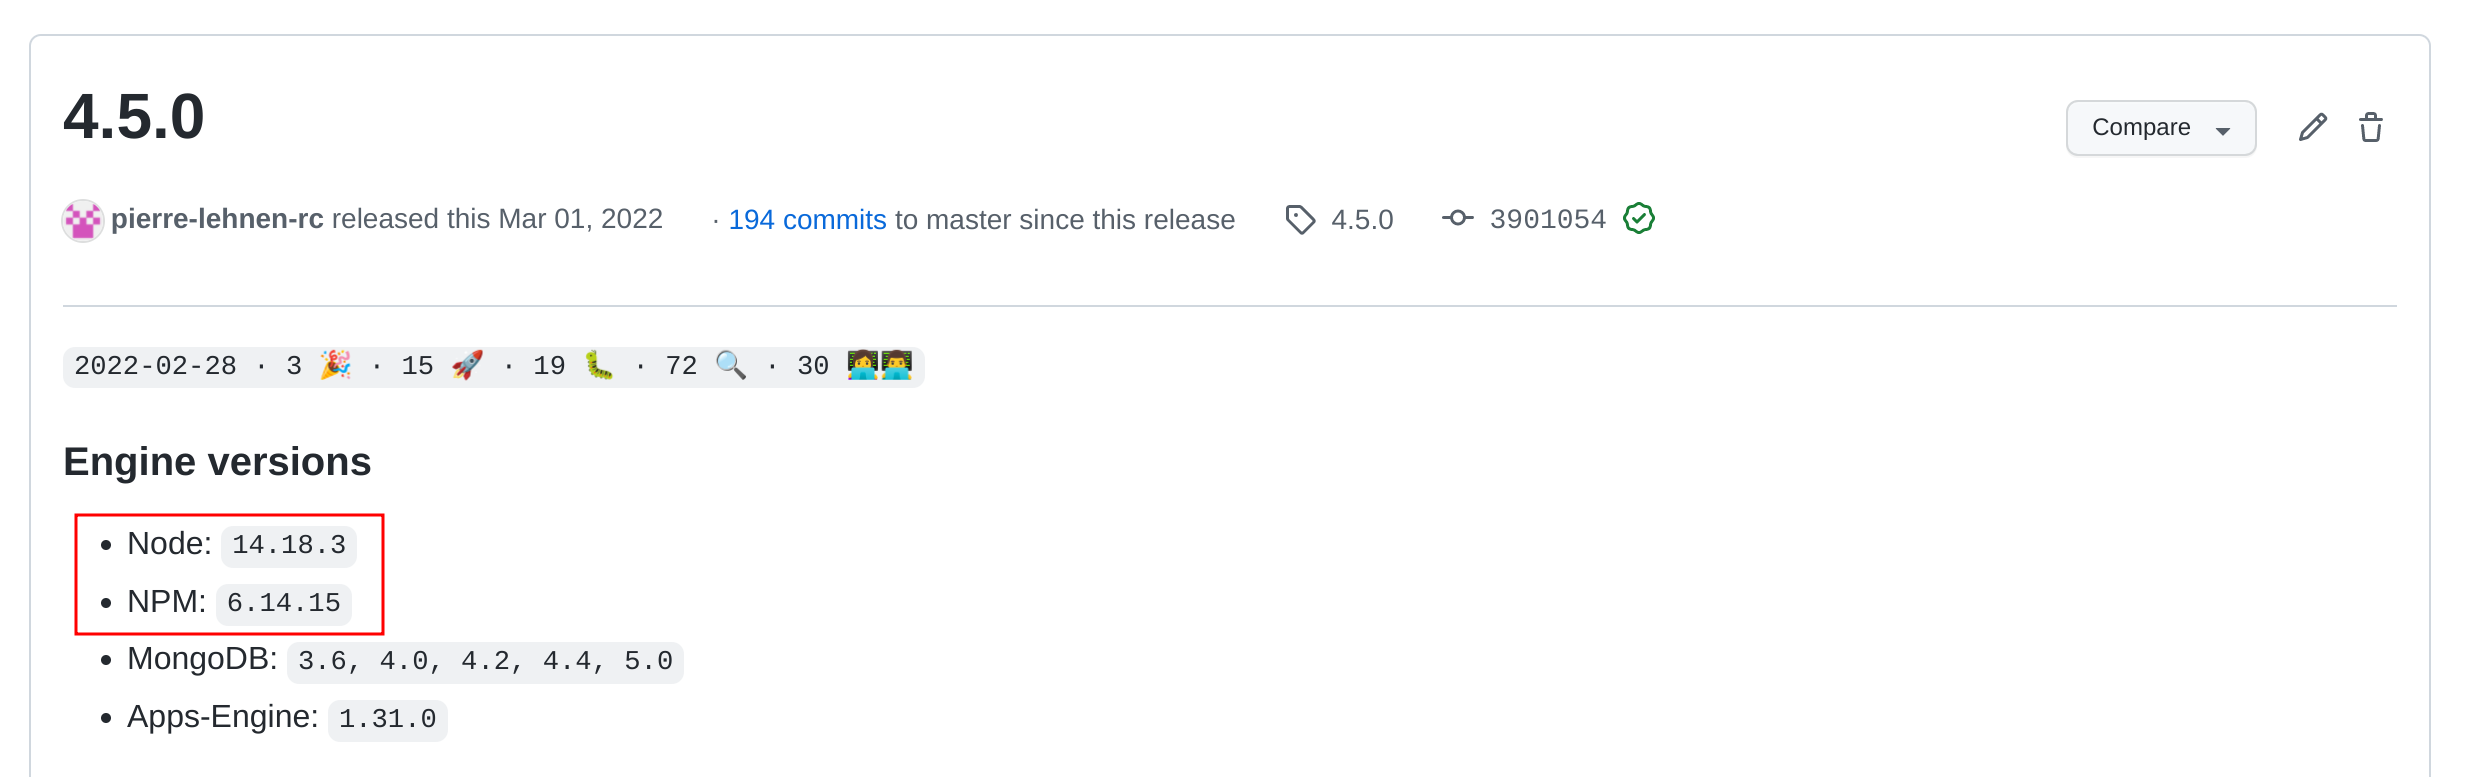 4.5.0
Compare
pierre-lehnen-rc released this Mar 01, 2022 · 194 commits to master since this release 4.5.0 3901054
2022-02-28 · 3 🎉 · 15 🚀 · 19 🐛 · 72 🔍 · 30 👩‍💻👨‍💻
Engine versions
• Node: 14.18.3
• NPM: 6.14.15
• MongoDB: 3.6, 4.0, 4.2, 4.4, 5.0
• Apps-Engine: 1.31.0